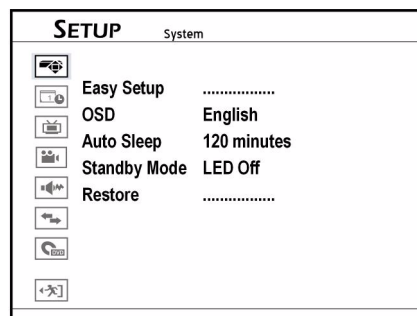 SETUP System
Easy Setup ................
OSD English
Auto Sleep 120 minutes
Standby Mode LED Off
Restore ................